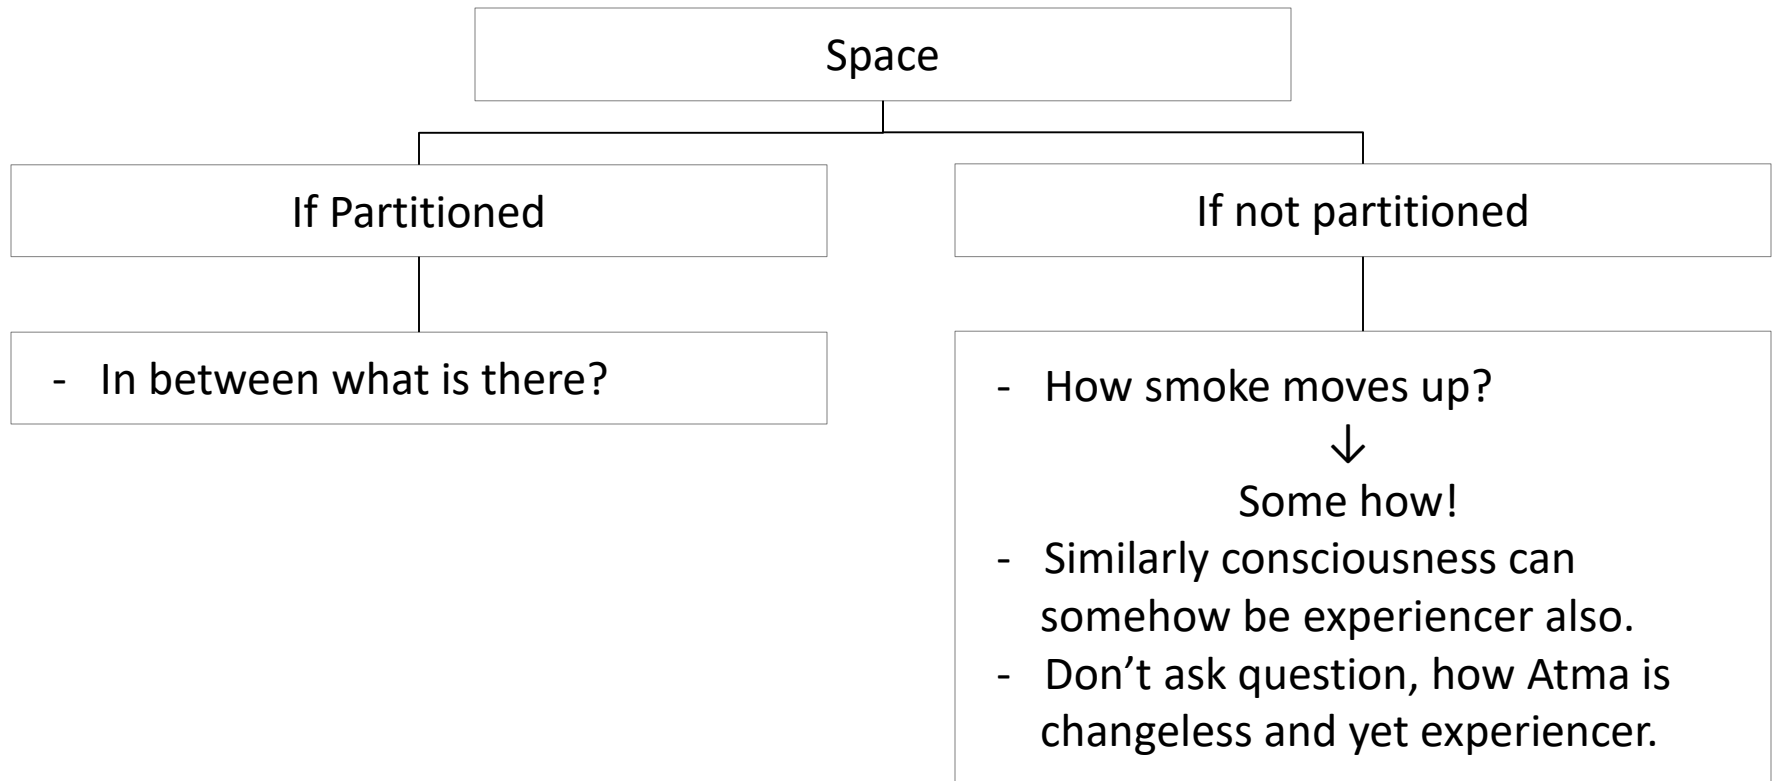 Space
If Partitioned
If not partitioned
- In between what is there?
- How smoke moves up?
↓
Some how!
- Similarly consciousness can
somehow be experiencer also.
- Don’t ask question, how Atma is
changeless and yet experiencer.